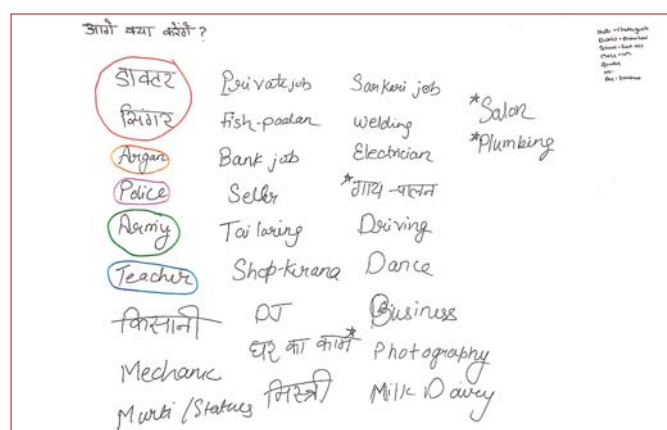 आगे क्या करेंगे ?
डाक्टर Private job Sarkari job
सिंगर fish-paalan welding *Salon
Argan Bank job Electrician *Plumbing
Police Seller *गाय-पालन
Army Tailoring Driving
Teacher Shop-kirana Dance
किसानी DJ Business
घर का काम* Photography
Mechanic मिस्त्री Milk Dairy
Murti /Statues